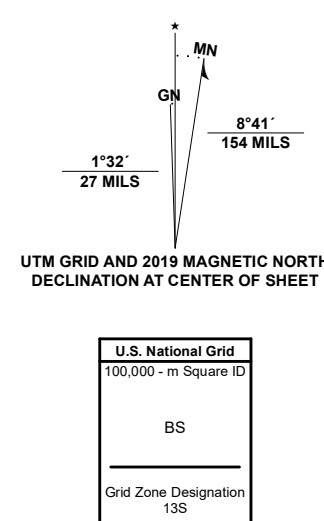 ★
MN
GN
8°41´
154 MILS
1°32´
27 MILS
UTM GRID AND 2019 MAGNETIC NORTH
DECLINATION AT CENTER OF SHEET
U.S. National Grid
100,000 - m Square ID
BS
Grid Zone Designation
13S